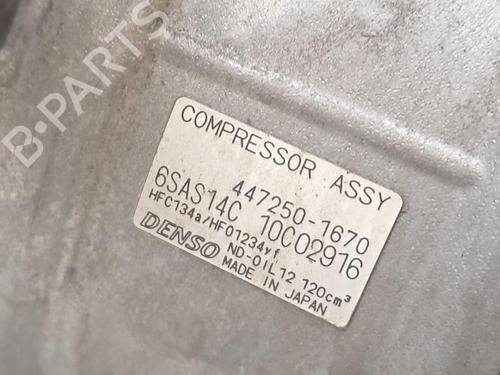 B-PARTS
COMPRESSOR ASSY
447250-1670
6SAS14C 10C02916
HFC134a/HFO1234yf
ND-OIL12 120cm³
DENSO MADE IN JAPAN